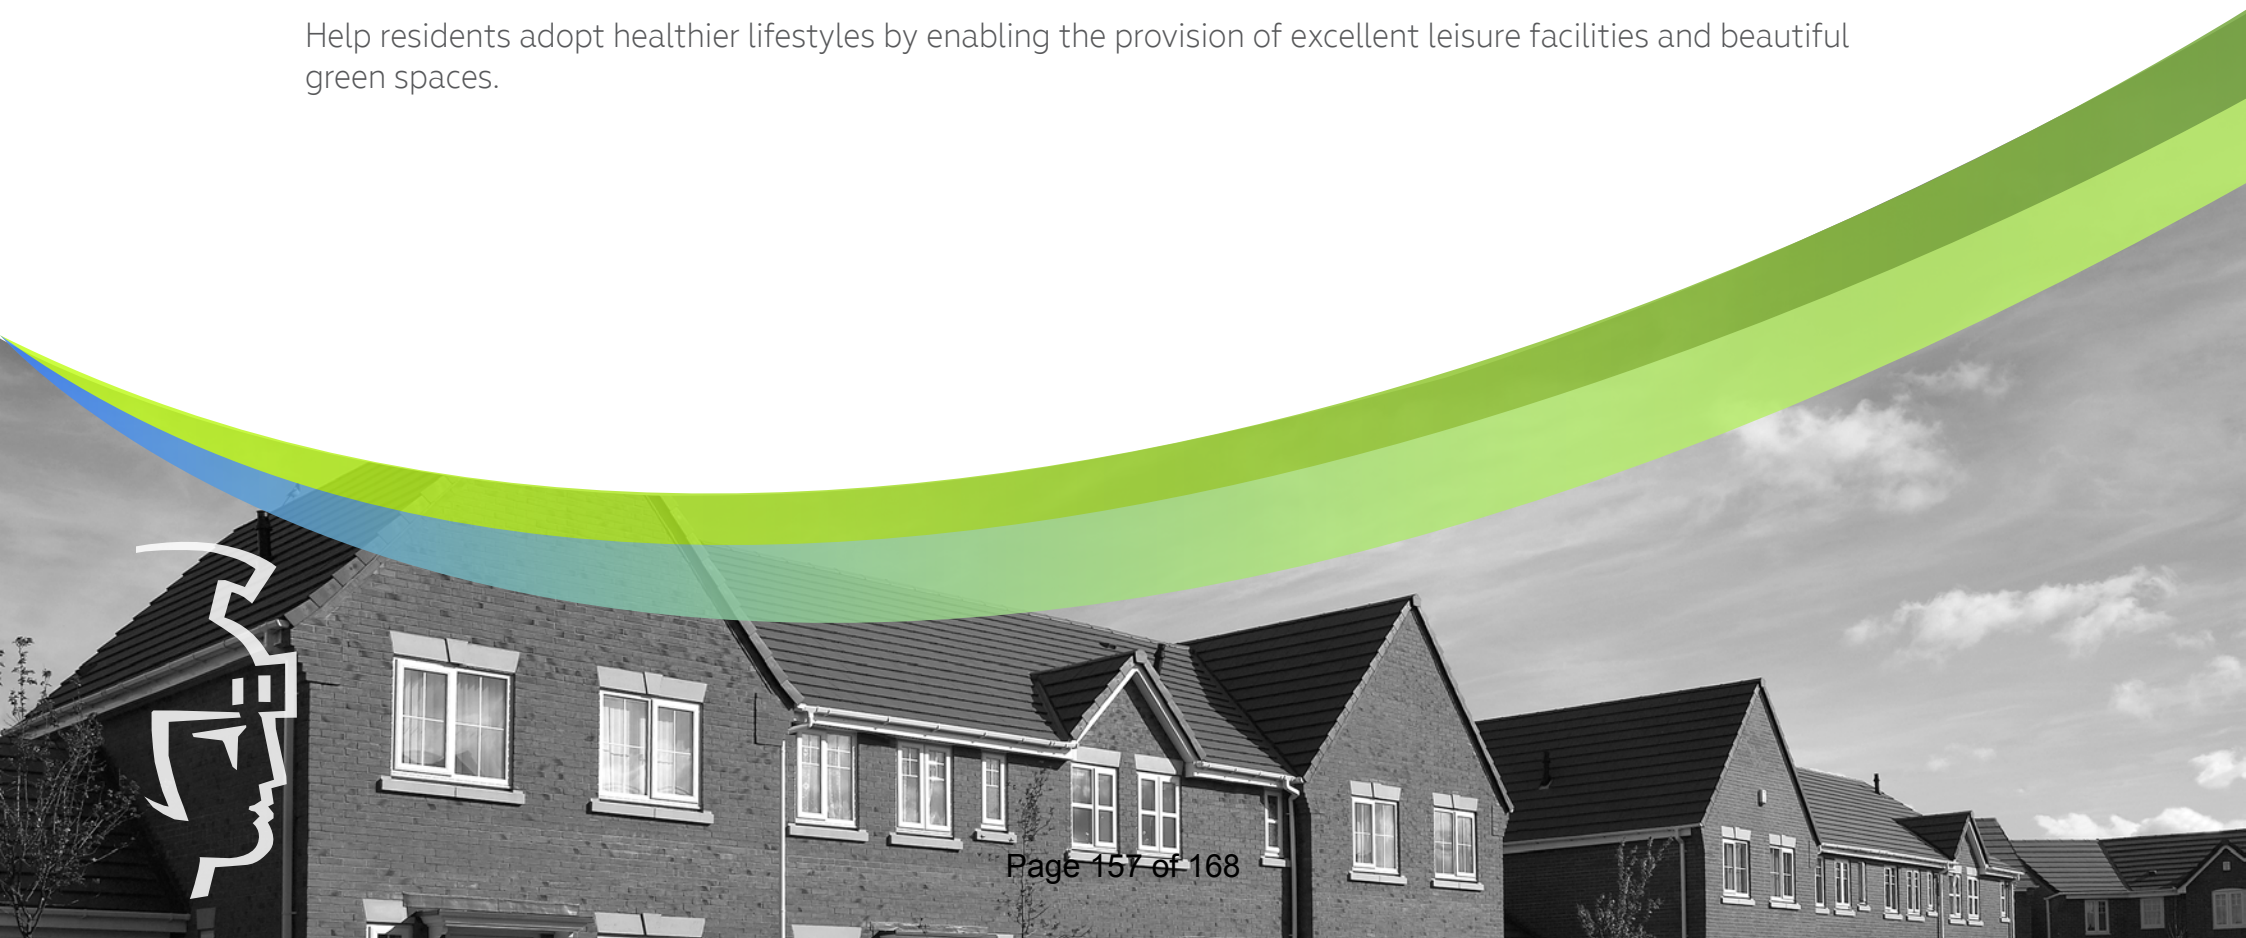 Help residents adopt healthier lifestyles by enabling the provision of excellent leisure facilities and beautiful
green spaces.
Page 157 of 168